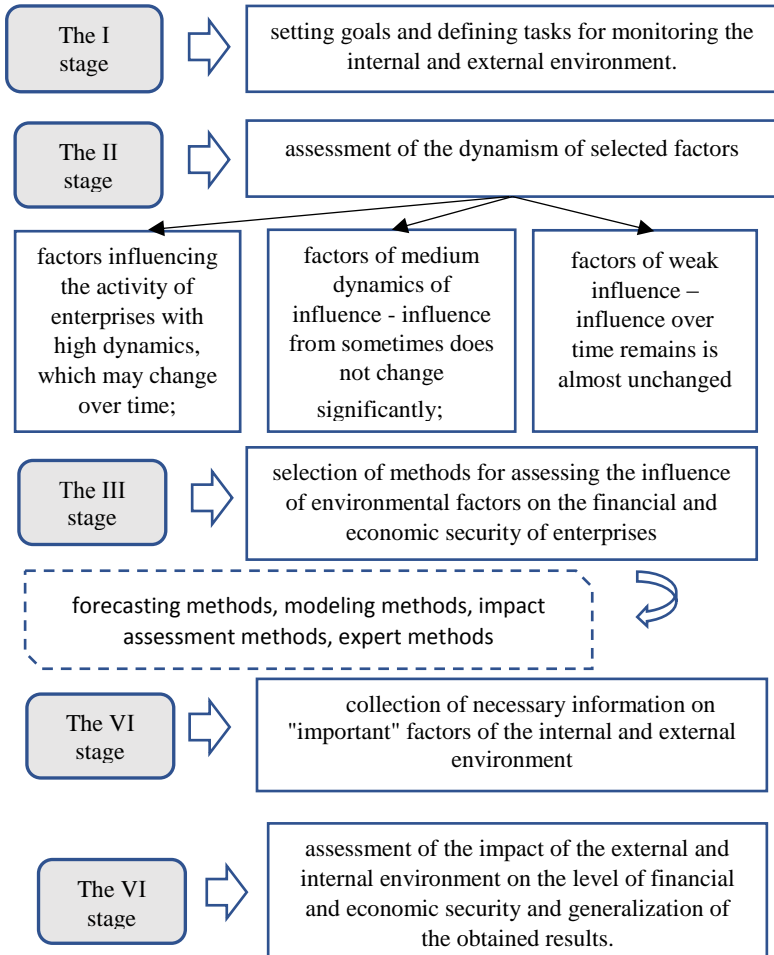 The I
stage
setting goals and defining tasks for monitoring the
internal and external environment.
The II
stage
assessment of the dynamism of selected factors
factors influencing
the activity of
enterprises with
high dynamics,
which may change
over time;
factors of medium
dynamics of
influence - influence
from sometimes does
not change
significantly;
factors of weak
influence –
influence over
time remains is
almost unchanged
The III
stage
selection of methods for assessing the influence
of environmental factors on the financial and
economic security of enterprises
forecasting methods, modeling methods, impact
assessment methods, expert methods
The VI
stage
collection of necessary information on
"important" factors of the internal and external
environment
The VI
stage
assessment of the impact of the external and
internal environment on the level of financial
and economic security and generalization of
the obtained results.